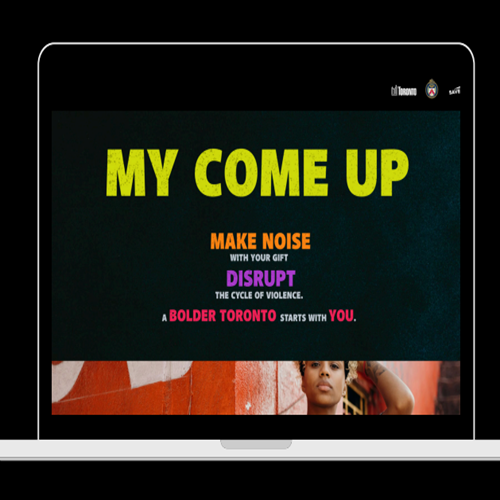 TORONTO
SAVE
MY COME UP
MAKE NOISE
WITH YOUR GIFT
DISRUPT
THE CYCLE OF VIOLENCE.
A BOLDER TORONTO STARTS WITH YOU.